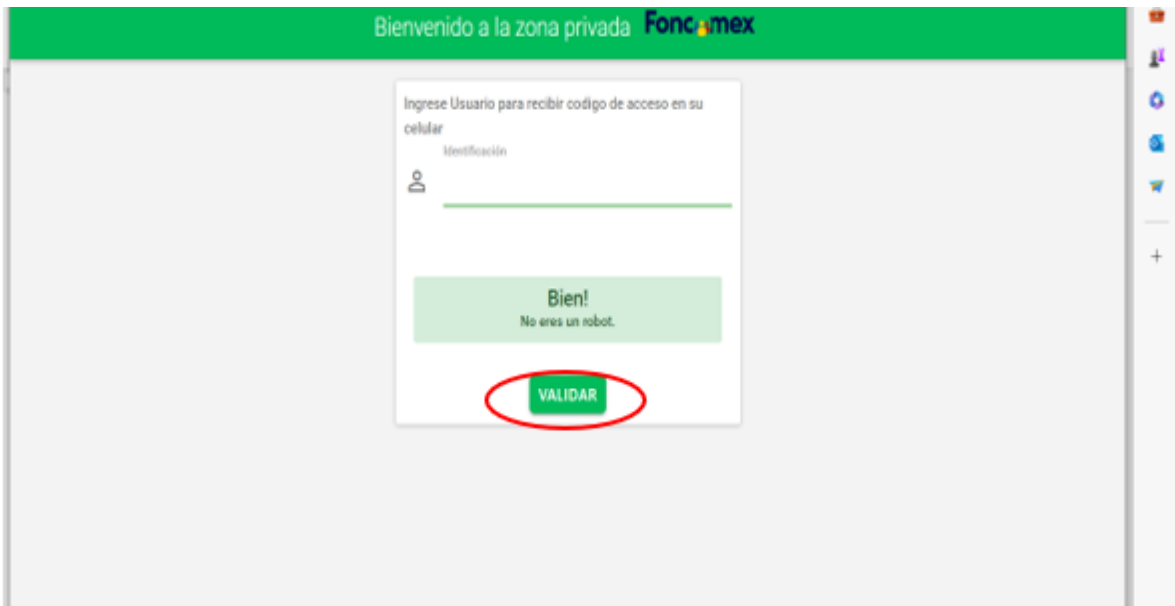 Bienvenido a la zona privada Foncamex
Ingrese Usuario para recibir codigo de acceso en su
celular
Identificación
Bien!
No eres un robot.
VALIDAR